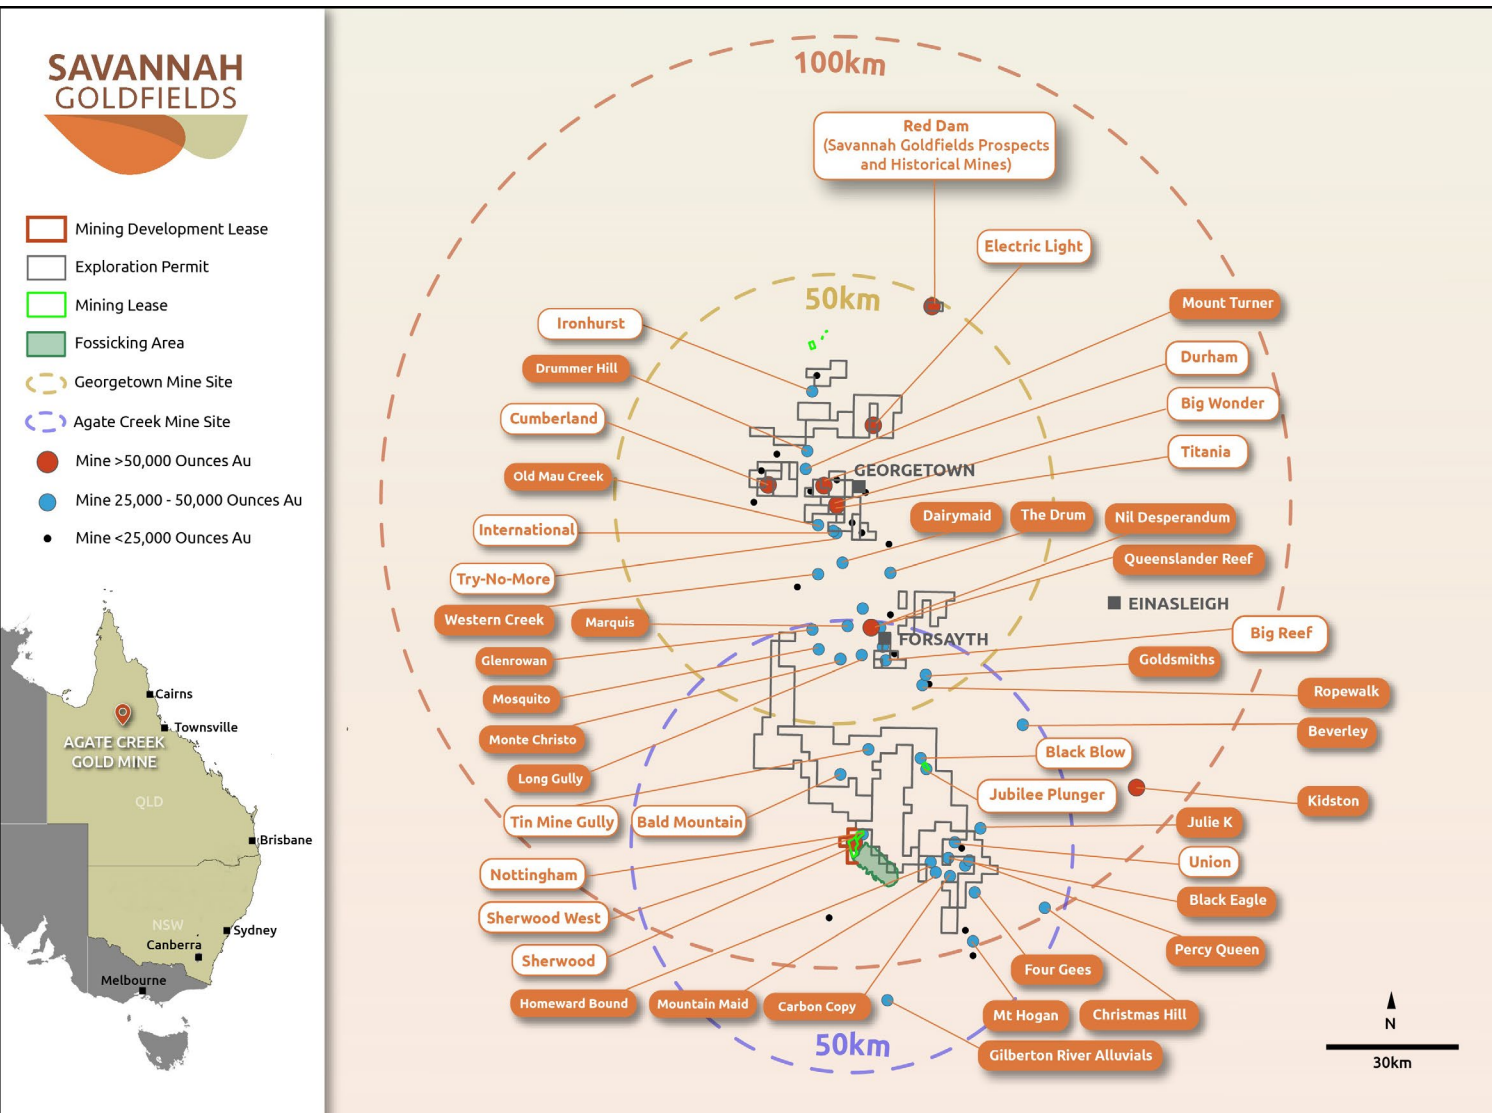 SAVANNAH
GOLDFIELDS
Mining Development Lease
Exploration Permit
Mining Lease
Fossicking Area
Georgetown Mine Site
Agate Creek Mine Site
Mine >50,000 Ounces Au
Mine 25,000 - 50,000 Ounces Au
Mine <25,000 Ounces Au
Cairns
Townsville
AGATE CREEK
GOLD MINE
QLD
Brisbane
NSW
Sydney
Canberra
Melbourne
100km
Red Dam
(Savannah Goldfields Prospects
and Historical Mines)
Electric Light
50km
Mount Turner
Ironhurst
Durham
Drummer Hill
Big Wonder
Cumberland
Titania
GEORGETOWN
Old Mau Creek
Dairymaid
The Drum
Nil Desperandum
International
Queenslander Reef
Try-No-More
EINASLEIGH
Western Creek
Marquis
FORSAYTH
Big Reef
Glenrowan
Goldsmiths
Mosquito
Ropewalk
Monte Christo
Beverley
Black Blow
Long Gully
Jubilee Plunger
Kidston
Tin Mine Gully
Bald Mountain
Julie K
Union
Nottingham
Black Eagle
Sherwood West
Percy Queen
Sherwood
Four Gees
Homeward Bound
Mountain Maid
Carbon Copy
Mt Hogan
Christmas Hill
50km
Gilberton River Alluvials
N
30km